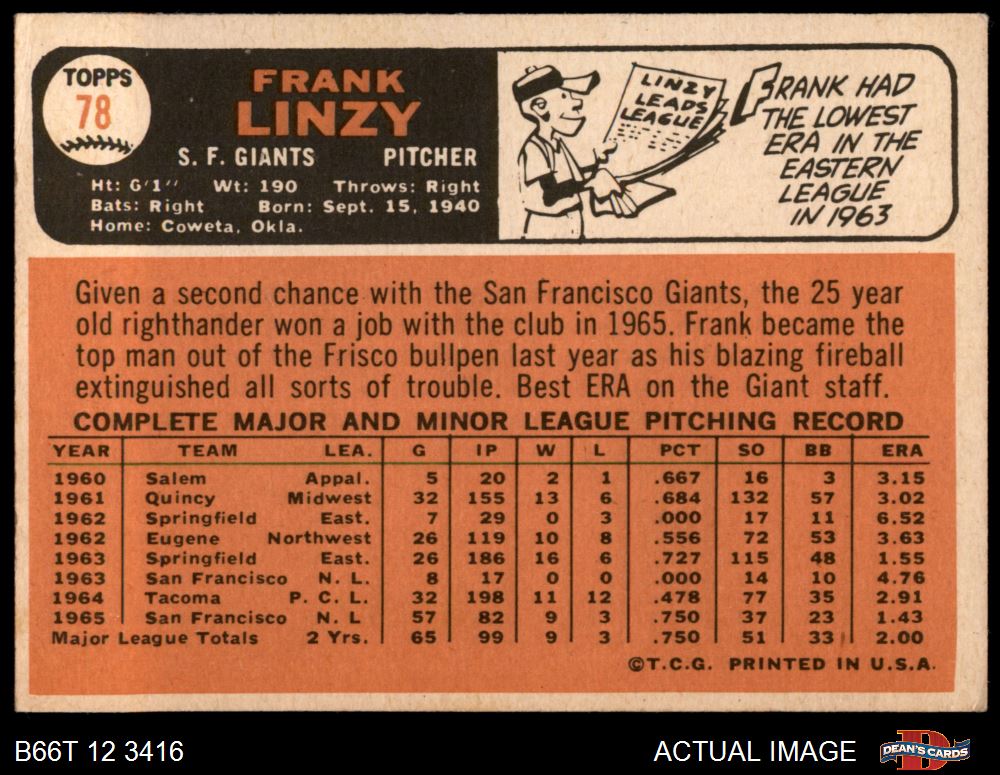 TOPPS
78
FRANK
LINZY
S. F. GIANTS PITCHER
Ht: 6'1" Wt: 190 Throws: Right
Bats: Right Born: Sept. 15, 1940
Home: Coweta, Okla.
LINZY
LEADS
LEAGUE
FRANK HAD
THE LOWEST
ERA IN THE
EASTERN
LEAGUE
IN 1963
Given a second chance with the San Francisco Giants, the 25 year
old righthander won a job with the club in 1965. Frank became the
top man out of the Frisco bullpen last year as his blazing fireball
extinguished all sorts of trouble. Best ERA on the Giant staff.
COMPLETE MAJOR AND MINOR LEAGUE PITCHING RECORD
YEAR TEAM LEA. G IP W L PCT SO BB ERA
1960 Salem Appal. 5 20 2 1 .667 16 3 3.15
1961 Quincy Midwest 32 155 13 6 .684 132 57 3.02
1962 Springfield East. 7 29 0 3 .000 17 11 6.52
1962 Eugene Northwest 26 119 10 8 .556 72 53 3.63
1963 Springfield East. 26 186 16 6 .727 115 48 1.55
1963 San Francisco N. L. 8 17 0 0 .000 14 10 4.76
1964 Tacoma P. C. L. 32 198 11 12 .478 77 35 2.91
1965 San Francisco N. L 57 82 9 3 .750 37 23 1.43
Major League Totals 2 Yrs. 65 99 9 3 .750 51 33 2.00
©T.C.G. PRINTED IN U.S.A.
B66T 12 3416 ACTUAL IMAGE DEAN'S CARDS